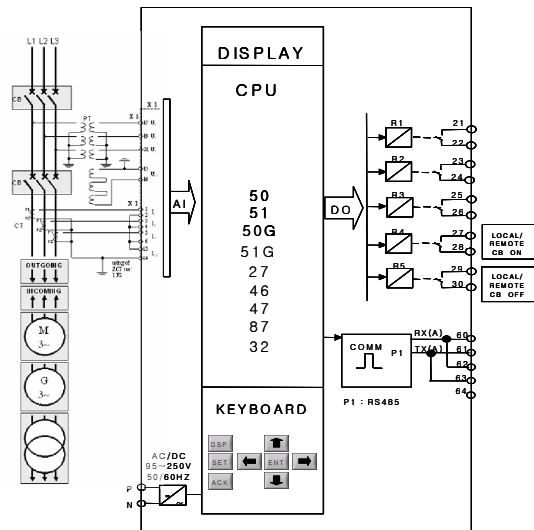 L1 L2 L3
CB
PT
X1
X1
CB
X1
CT
OUTGOING
INCOMING
M
3~
G
3~
AI
DISPLAY
CPU
50
51
50G
51G
27
46
47
87
32
KEYBOARD
DSP
SET
ENT
ACK
AC/DC
95~250V
50/60HZ
P
N
DO
R1
21
22
R2
23
24
R3
25
26
R4
27
28
LOCAL/
REMOTE
CB ON
R5
29
30
LOCAL/
REMOTE
CB OFF
COMM
P1
RX(A)
60
TX(A)
61
62
63
64
P1 : RS485